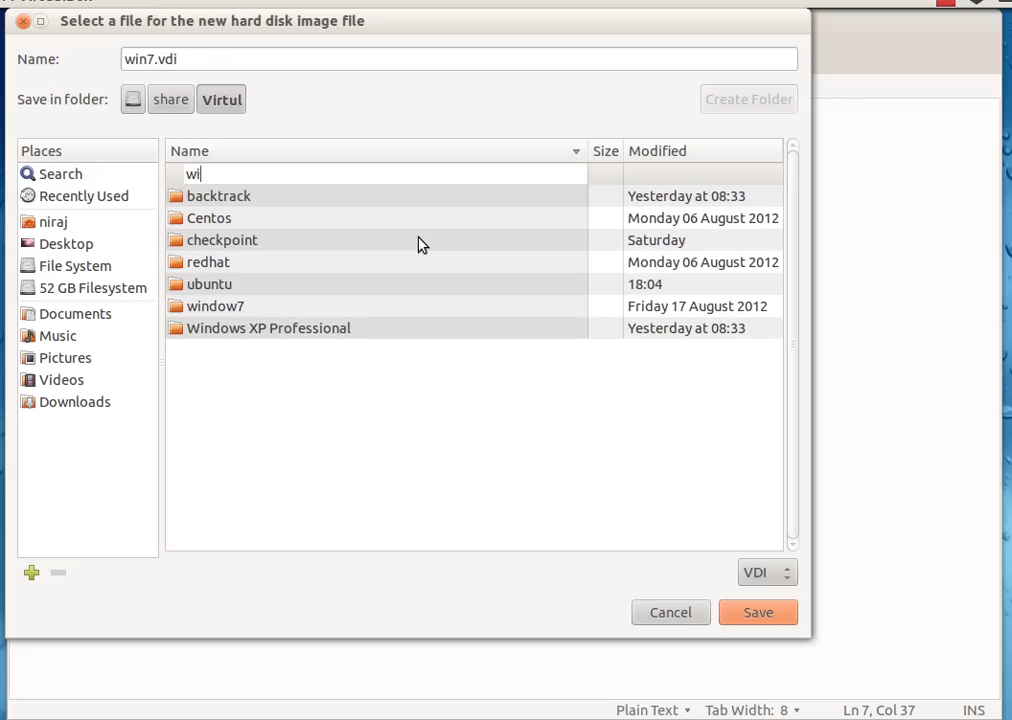 Select a file for the new hard disk image file
Name: win7.vdi
Save in folder: share Virtul Create Folder
Places Name Size Modified
Search wi
Recently Used backtrack Yesterday at 08:33
niraj Centos Monday 06 August 2012
Desktop checkpoint Saturday
File System redhat Monday 06 August 2012
52 GB Filesystem ubuntu 18:04
Documents window7 Friday 17 August 2012
Music Windows XP Professional Yesterday at 08:33
Pictures
Videos
Downloads
VDI
Cancel Save
Plain Text Tab Width: 8 Ln 7, Col 37 INS